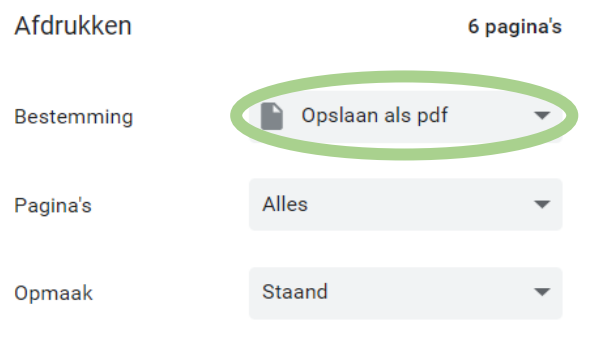 Afdrukken 6 pagina's
Bestemming Opslaan als pdf
Pagina's Alles
Opmaak Staand